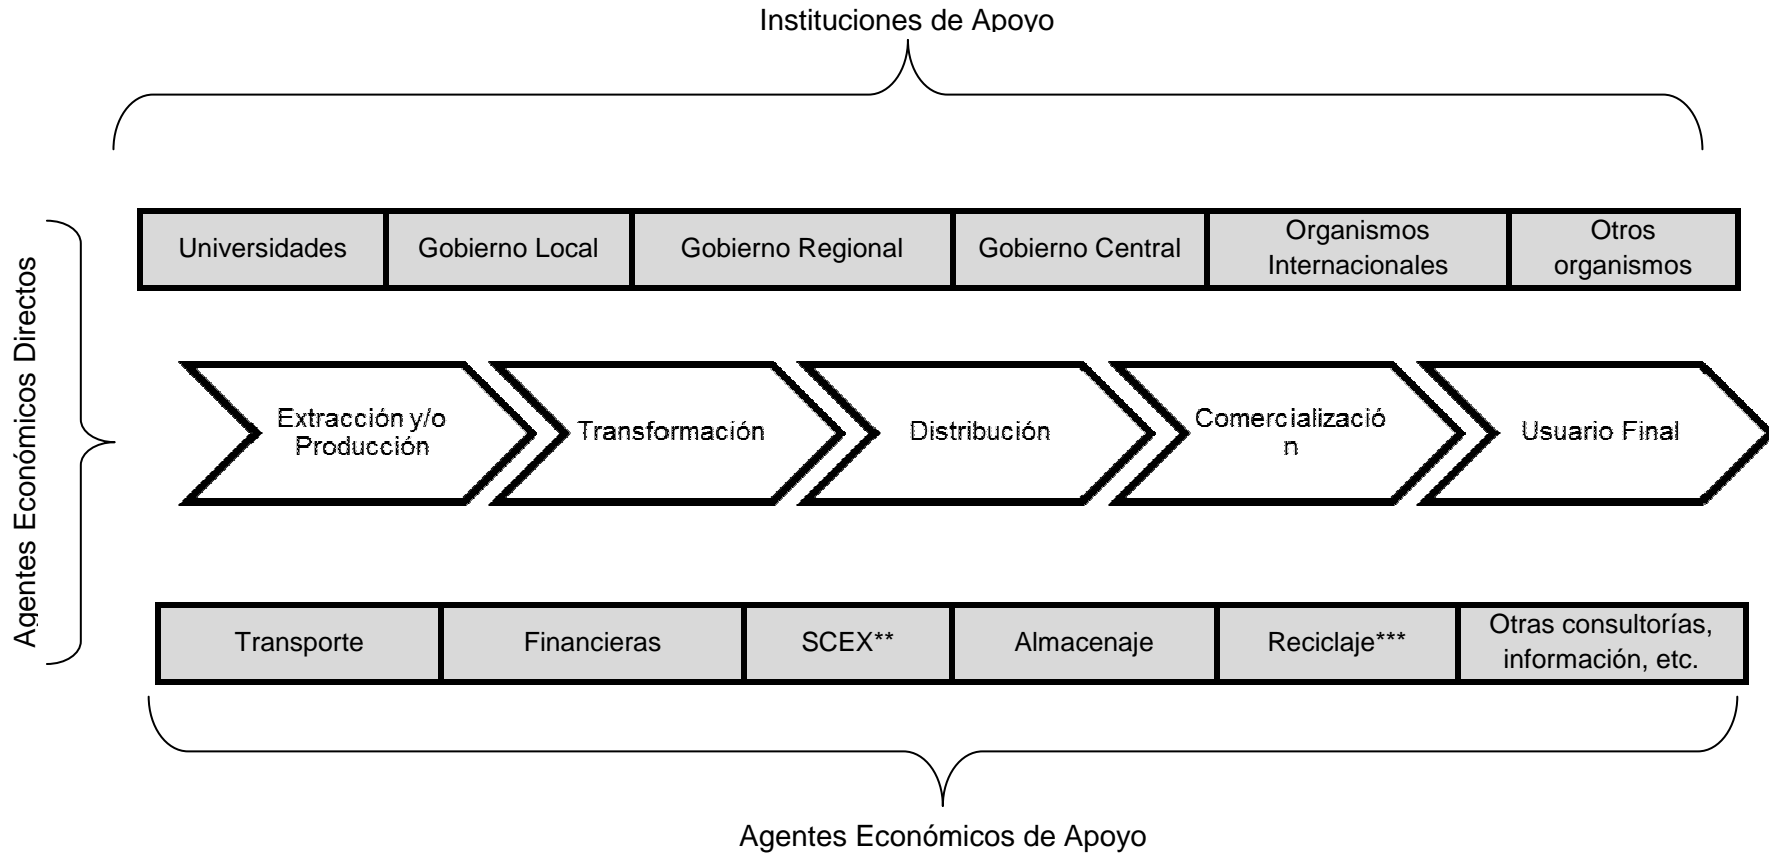 Instituciones de Apoyo
Agentes Económicos Directos
Universidades
Gobierno Local
Gobierno Regional
Gobierno Central
Organismos
Internacionales
Otros
organismos
Extracción y/o
Producción
Transformación
Distribución
Comercializació
n
Usuario Final
Transporte
Financieras
SCEX**
Almacenaje
Reciclaje***
Otras consultorías,
información, etc.
Agentes Económicos de Apoyo